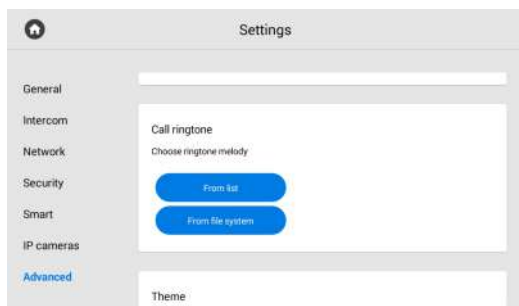 Settings
General
Intercom
Network
Security
Smart
IP cameras
Advanced
Call ringtone
Choose ringtone melody
From list
From file system
Theme